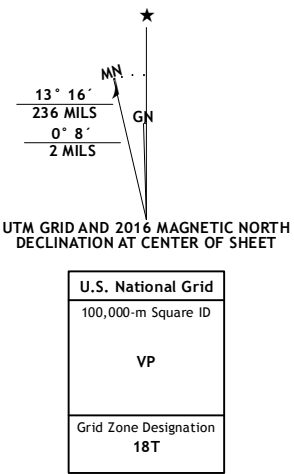 ★
MN
GN
13° 16´
236 MILS
0° 8´
2 MILS
UTM GRID AND 2016 MAGNETIC NORTH
DECLINATION AT CENTER OF SHEET
U.S. National Grid
100,000-m Square ID
VP
Grid Zone Designation
18T